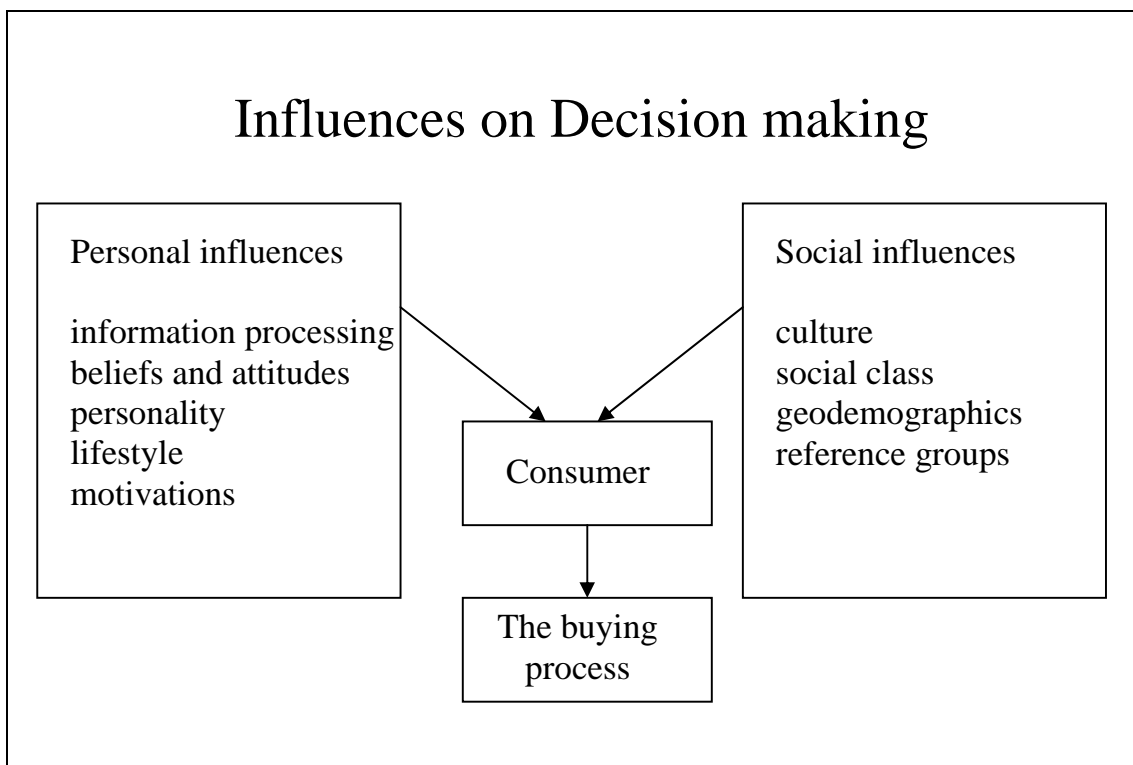 Influences on Decision making
Personal influences
information processing
beliefs and attitudes
personality
lifestyle
motivations
Social influences
culture
social class
geodemographics
reference groups
Consumer
The buying
process